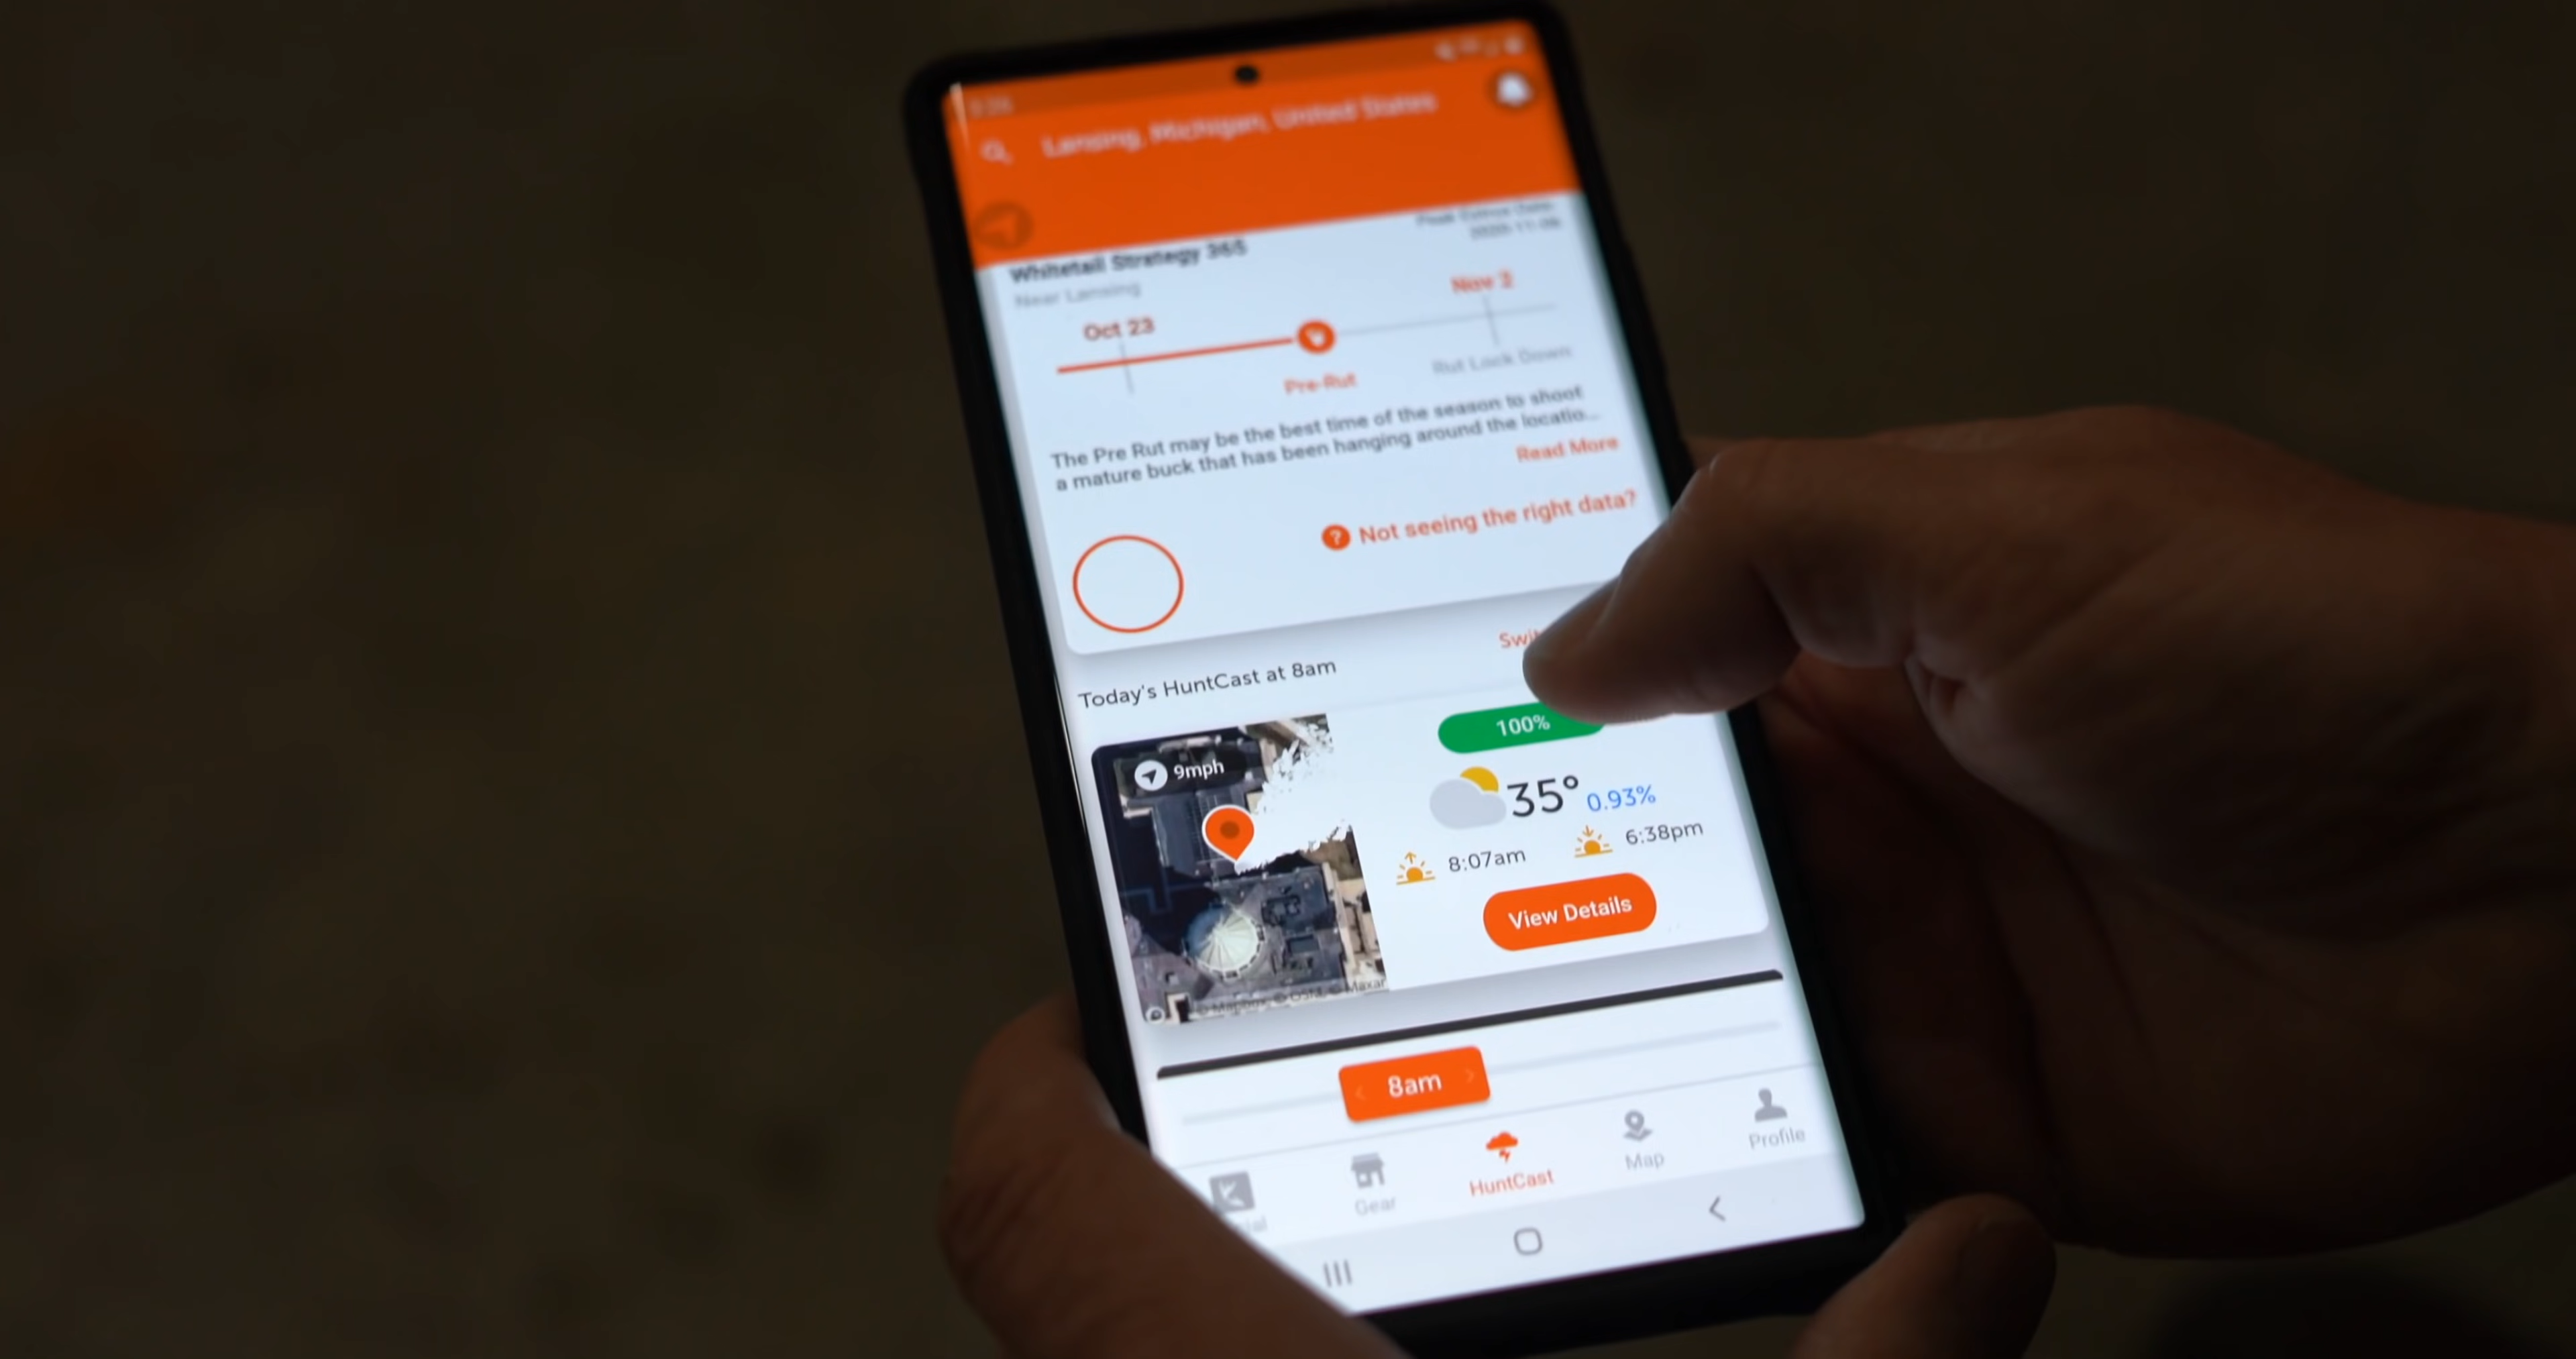 Lansing, Michigan, United States
Whitetail Strategy 365
Near Lansing
Oct 23
Nov 2
Pre-Rut
Rut Lock Down
The Pre Rut may be the best time of the season to shoot
a mature buck that has been hanging around the locatio...
Read More
? Not seeing the right data?
Today's HuntCast at 8am
100%
9mph
35° 0.93%
8:07am
6:38pm
View Details
© Mapbox, © OSM, © Maxar
8am
Gear
HuntCast
Map
Profile